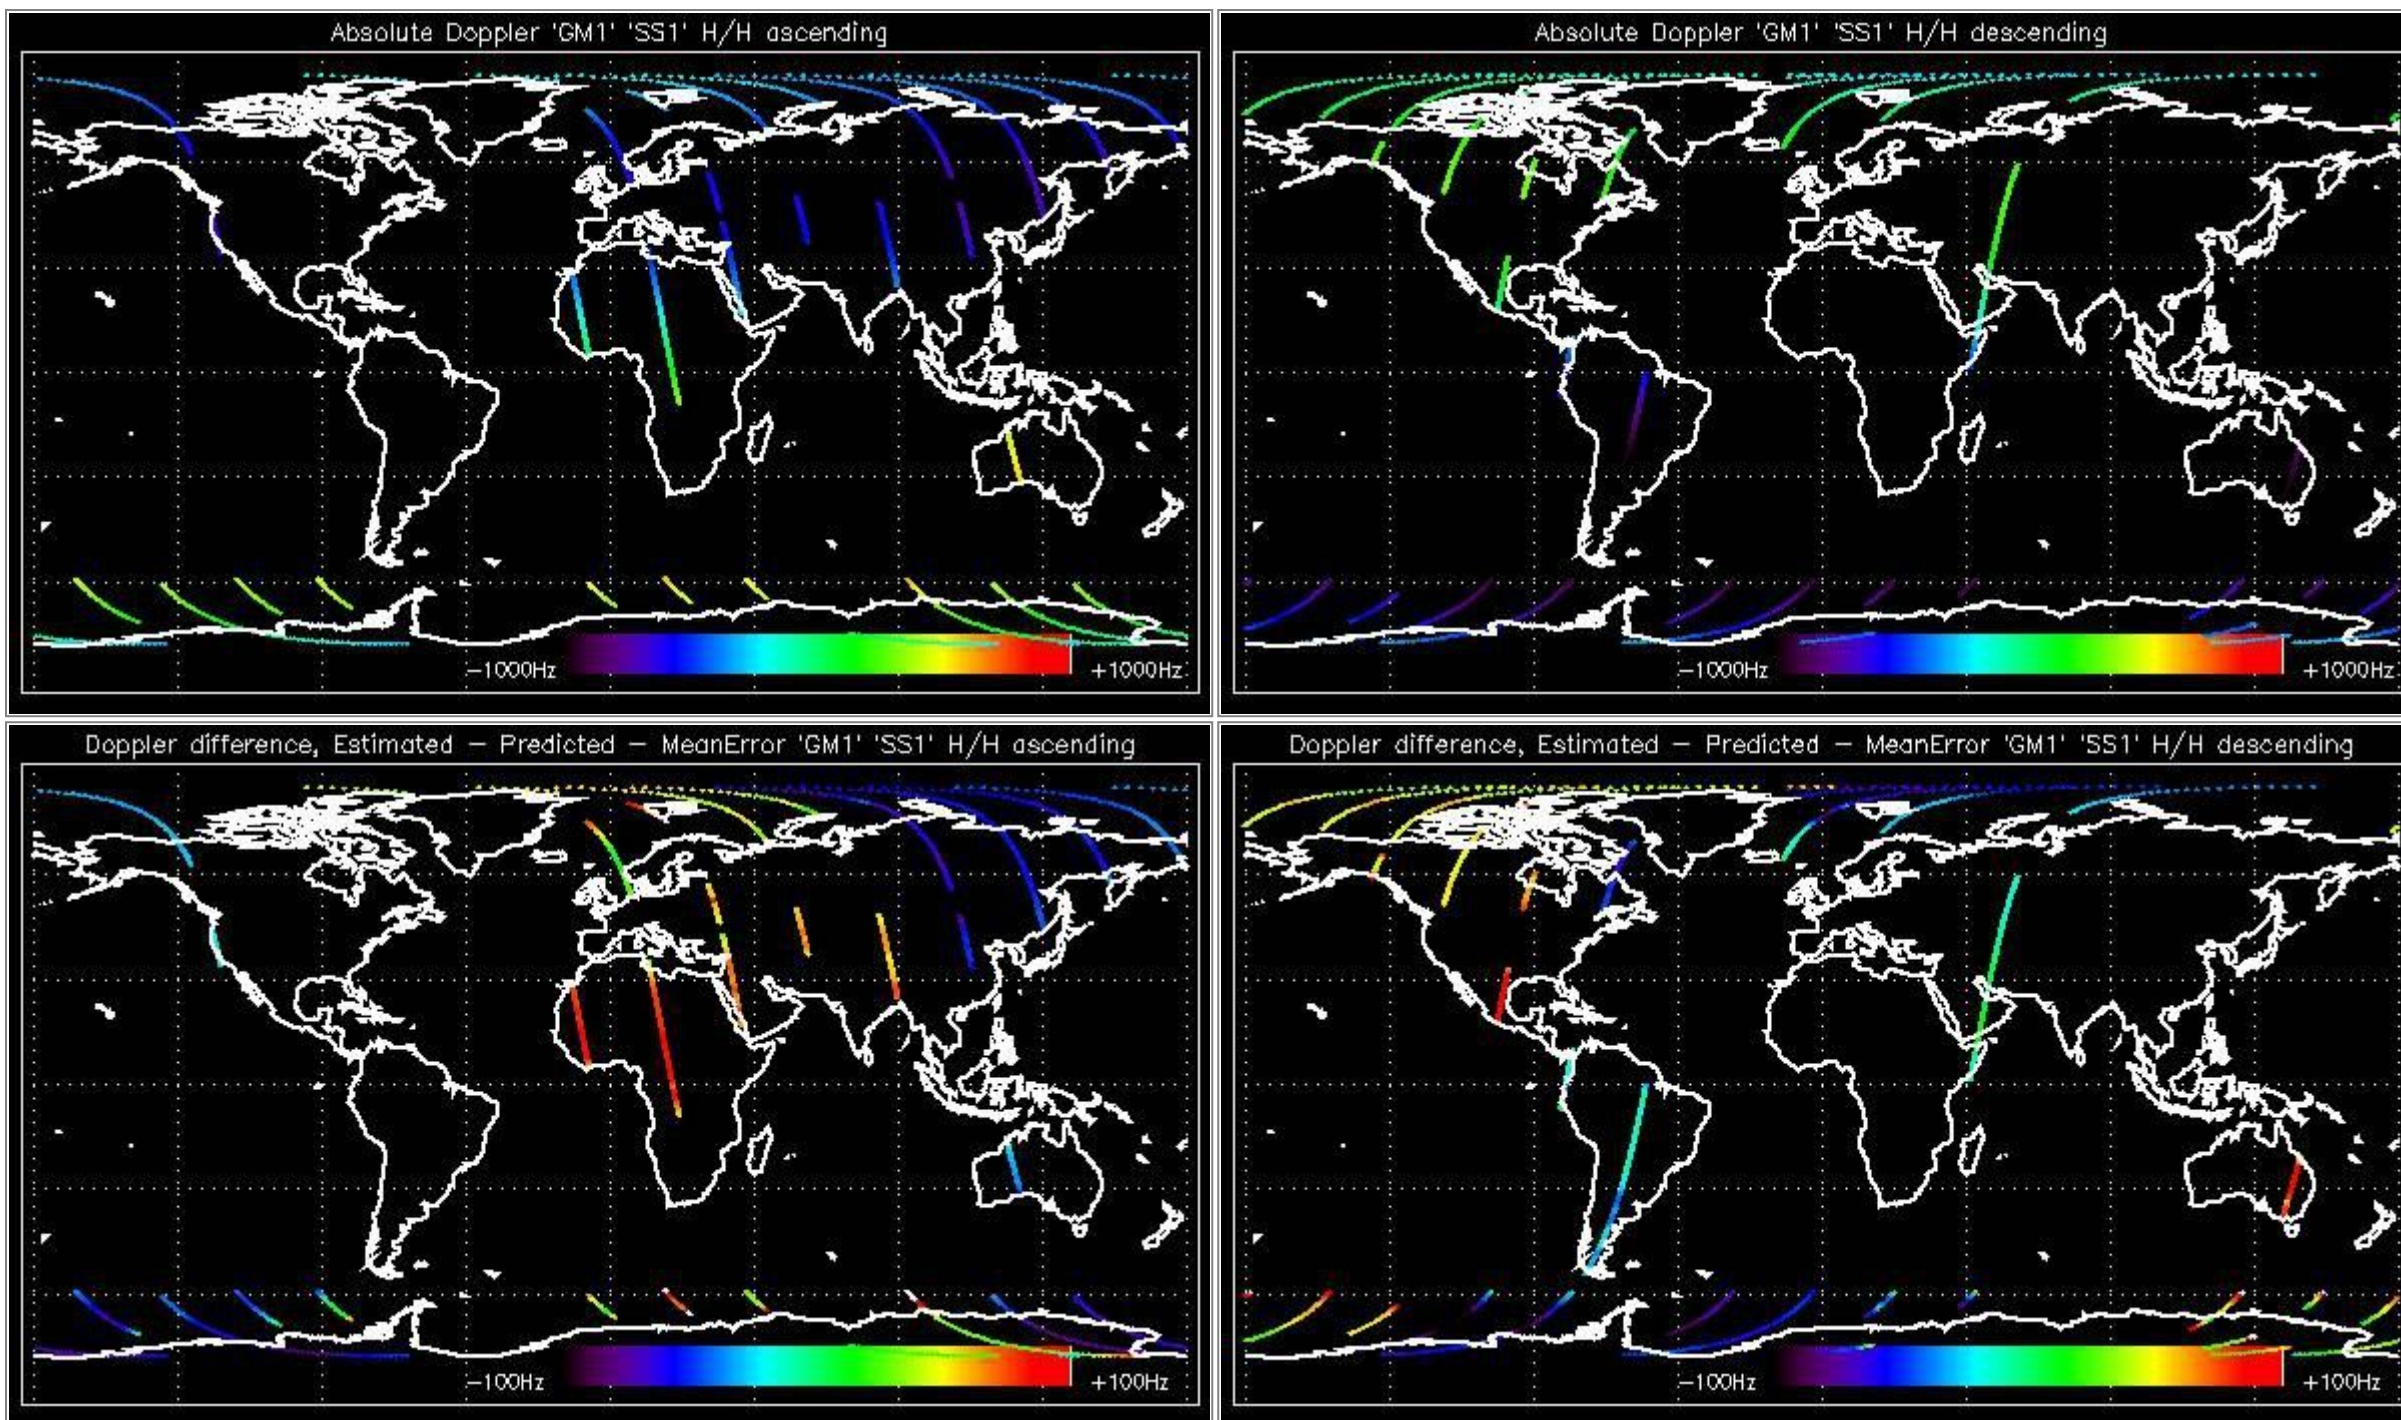 Absolute Doppler 'GM1' 'SS1' H/H ascending
−1000Hz
+1000Hz
Absolute Doppler 'GM1' 'SS1' H/H descending
−1000Hz
+1000Hz
Doppler difference, Estimated − Predicted − MeanError 'GM1' 'SS1' H/H ascending
−100Hz
+100Hz
Doppler difference, Estimated − Predicted − MeanError 'GM1' 'SS1' H/H descending
−100Hz
+100Hz